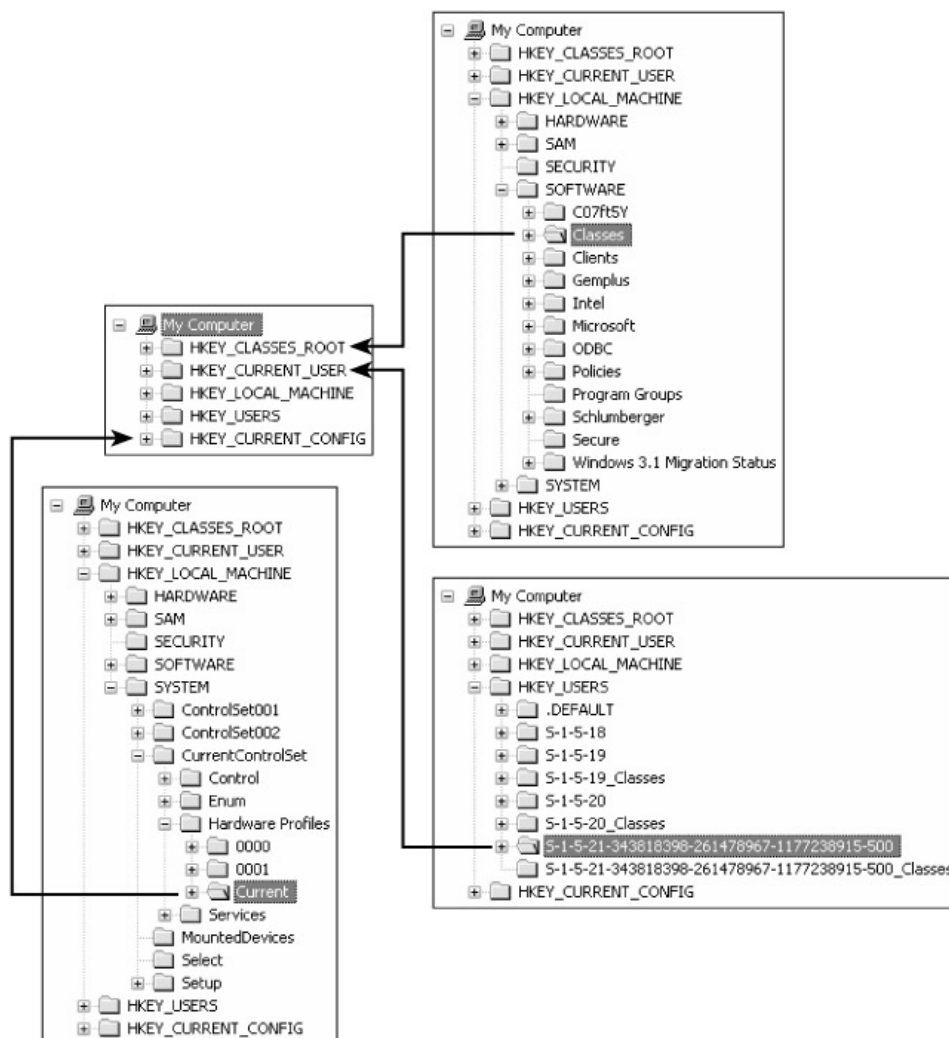 My Computer
HKEY_CLASSES_ROOT
HKEY_CURRENT_USER
HKEY_LOCAL_MACHINE
HARDWARE
SAM
SECURITY
SOFTWARE
C07ft5Y
Classes
Clients
Gemplus
Intel
Microsoft
ODBC
Policies
Program Groups
Schlumberger
Secure
Windows 3.1 Migration Status
SYSTEM
HKEY_USERS
HKEY_CURRENT_CONFIG
My Computer
HKEY_CLASSES_ROOT
HKEY_CURRENT_USER
HKEY_LOCAL_MACHINE
HKEY_USERS
HKEY_CURRENT_CONFIG
My Computer
HKEY_CLASSES_ROOT
HKEY_CURRENT_USER
HKEY_LOCAL_MACHINE
HARDWARE
SAM
SECURITY
SOFTWARE
SYSTEM
ControlSet001
ControlSet002
CurrentControlSet
Control
Enum
Hardware Profiles
0000
0001
Current
Services
MountedDevices
Select
Setup
HKEY_USERS
HKEY_CURRENT_CONFIG
My Computer
HKEY_CLASSES_ROOT
HKEY_CURRENT_USER
HKEY_LOCAL_MACHINE
HKEY_USERS
.DEFAULT
S-1-5-18
S-1-5-19
S-1-5-19_Classes
S-1-5-20
S-1-5-20_Classes
S-1-5-21-343818398-261478967-1177238915-500
S-1-5-21-343818398-261478967-1177238915-500_Classes
HKEY_CURRENT_CONFIG